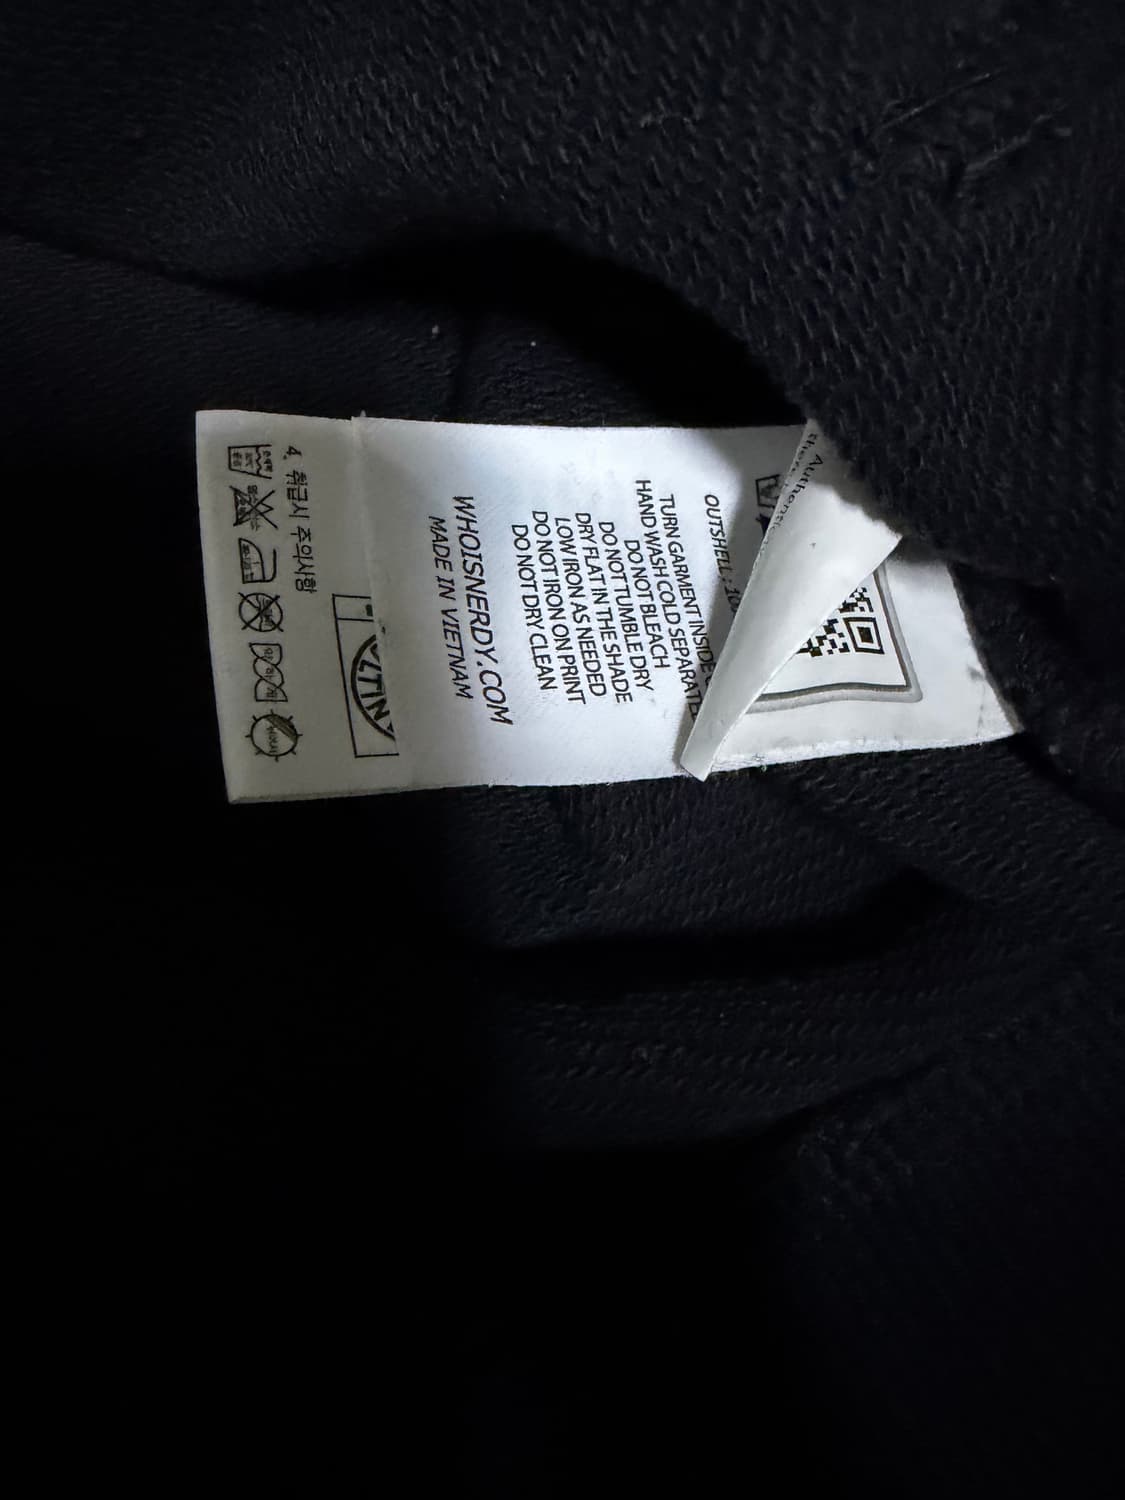 4. 취급시 주의사항
OUTSHELL : 10
TURN GARMENT INSIDE
HAND WASH COLD SEPARATEL
DO NOT BLEACH
DO NOT TUMBLE DRY
DRY FLAT IN THE SHADE
LOW IRON AS NEEDED
DO NOT IRON ON PRINT
DO NOT DRY CLEAN
WHOISNERDY.COM
MADE IN VIETNAM